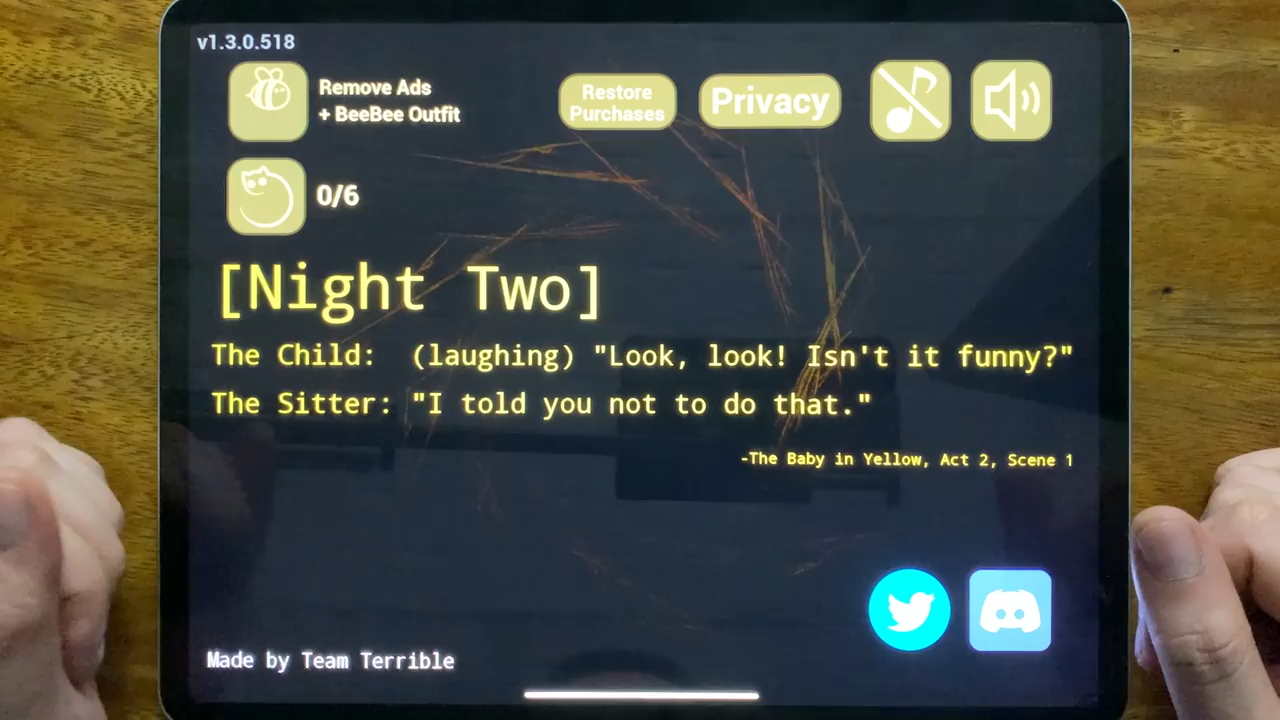 v1.3.0.518
Remove Ads
+ BeeBee Outfit
Restore
Purchases
Privacy
0/6
[Night Two]
The Child: (laughing) "Look, look! Isn't it funny?"
The Sitter: "I told you not to do that."
-The Baby in Yellow, Act 2, Scene 1
Made by Team Terrible